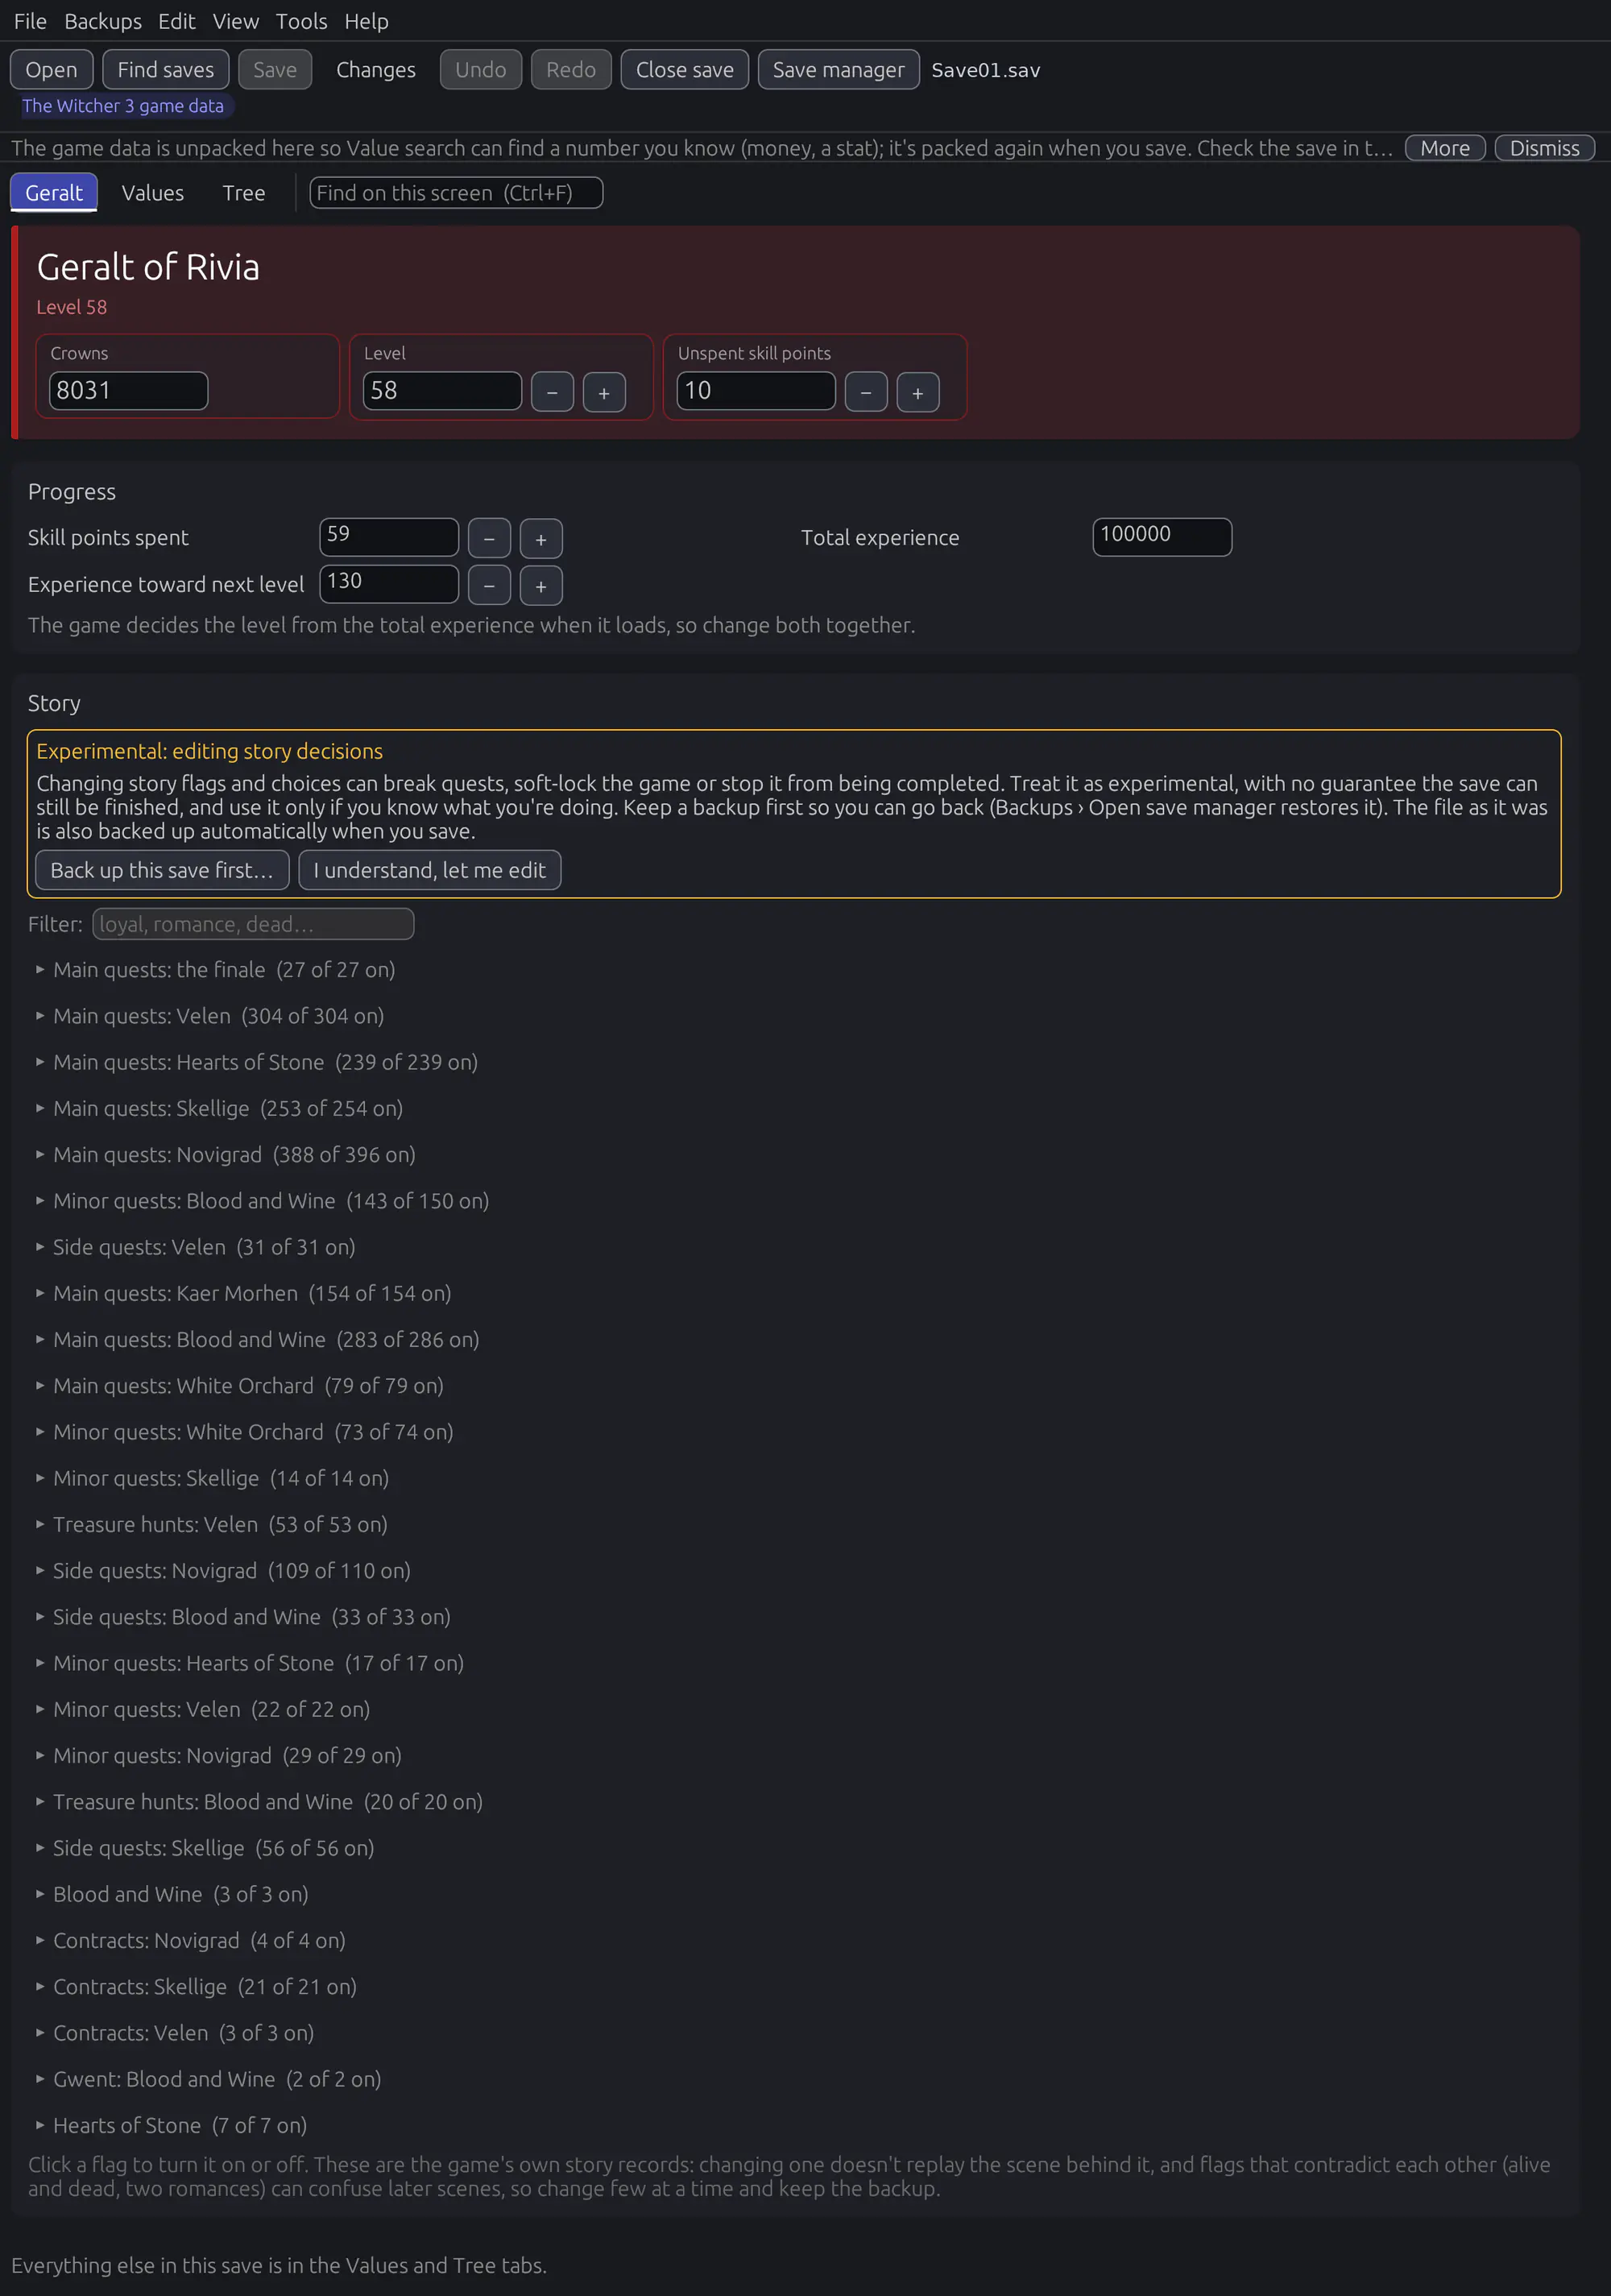 File Backups Edit View Tools Help
Open Find saves Save Changes Undo Redo Close save Save manager Save01.sav
The Witcher 3 game data
The game data is unpacked here so Value search can find a number you know (money, a stat); it's packed again when you save. Check the save in t… More Dismiss
Geralt Values Tree Find on this screen (Ctrl+F)
Geralt of Rivia
Level 58
Crowns Level Unspent skill points
8031 58 – + 10 – +
Progress
Skill points spent 59 – + Total experience 100000
Experience toward next level 130 – +
The game decides the level from the total experience when it loads, so change both together.
Story
Experimental: editing story decisions
Changing story flags and choices can break quests, soft-lock the game or stop it from being completed. Treat it as experimental, with no guarantee the save can
still be finished, and use it only if you know what you're doing. Keep a backup first so you can go back (Backups › Open save manager restores it). The file as it was
is also backed up automatically when you save.
Back up this save first… I understand, let me edit
Filter: loyal, romance, dead…
▸ Main quests: the finale (27 of 27 on)
▸ Main quests: Velen (304 of 304 on)
▸ Main quests: Hearts of Stone (239 of 239 on)
▸ Main quests: Skellige (253 of 254 on)
▸ Main quests: Novigrad (388 of 396 on)
▸ Minor quests: Blood and Wine (143 of 150 on)
▸ Side quests: Velen (31 of 31 on)
▸ Main quests: Kaer Morhen (154 of 154 on)
▸ Main quests: Blood and Wine (283 of 286 on)
▸ Main quests: White Orchard (79 of 79 on)
▸ Minor quests: White Orchard (73 of 74 on)
▸ Minor quests: Skellige (14 of 14 on)
▸ Treasure hunts: Velen (53 of 53 on)
▸ Side quests: Novigrad (109 of 110 on)
▸ Side quests: Blood and Wine (33 of 33 on)
▸ Minor quests: Hearts of Stone (17 of 17 on)
▸ Minor quests: Velen (22 of 22 on)
▸ Minor quests: Novigrad (29 of 29 on)
▸ Treasure hunts: Blood and Wine (20 of 20 on)
▸ Side quests: Skellige (56 of 56 on)
▸ Blood and Wine (3 of 3 on)
▸ Contracts: Novigrad (4 of 4 on)
▸ Contracts: Skellige (21 of 21 on)
▸ Contracts: Velen (3 of 3 on)
▸ Gwent: Blood and Wine (2 of 2 on)
▸ Hearts of Stone (7 of 7 on)
Click a flag to turn it on or off. These are the game's own story records: changing one doesn't replay the scene behind it, and flags that contradict each other (alive
and dead, two romances) can confuse later scenes, so change few at a time and keep the backup.
Everything else in this save is in the Values and Tree tabs.